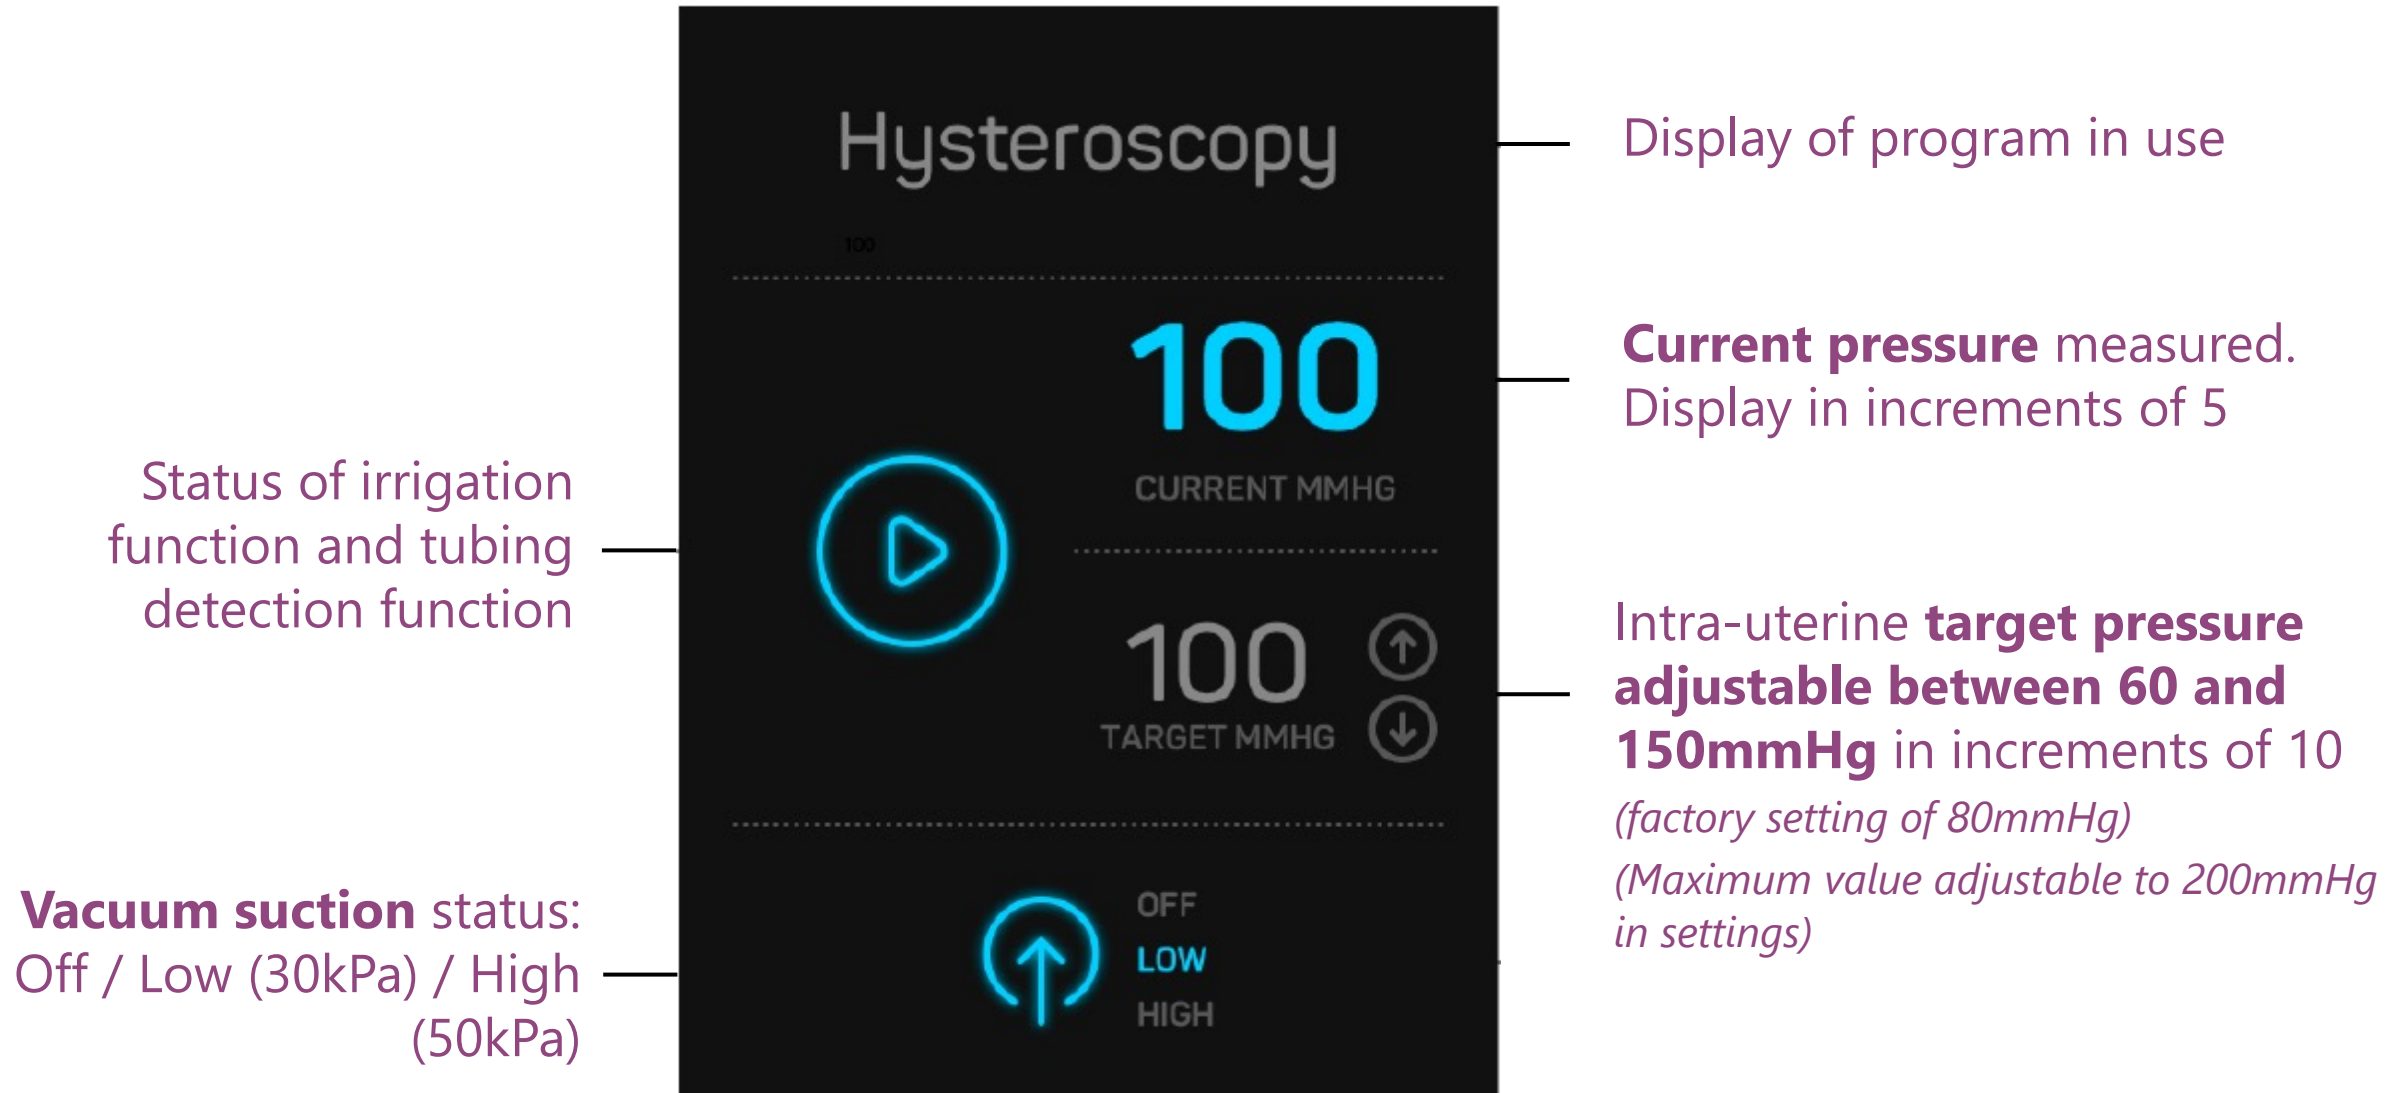 Hysteroscopy
100
100
CURRENT MMHG
100
TARGET MMHG
OFF
LOW
HIGH
Status of irrigation
function and tubing
detection function
Vacuum suction status:
Off / Low (30kPa) / High
(50kPa)
Display of program in use
Current pressure measured.
Display in increments of 5
Intra-uterine target pressure
adjustable between 60 and
150mmHg in increments of 10
(factory setting of 80mmHg)
(Maximum value adjustable to 200mmHg
in settings)